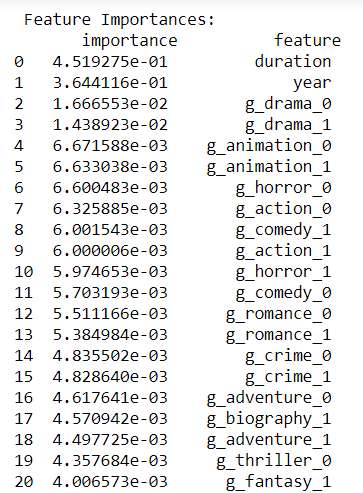 Feature Importances:
importance feature
0 4.519275e-01 duration
1 3.644116e-01 year
2 1.666553e-02 g_drama_0
3 1.438923e-02 g_drama_1
4 6.671588e-03 g_animation_0
5 6.633038e-03 g_animation_1
6 6.600483e-03 g_horror_0
7 6.325885e-03 g_action_0
8 6.001543e-03 g_comedy_1
9 6.000006e-03 g_action_1
10 5.974653e-03 g_horror_1
11 5.703193e-03 g_comedy_0
12 5.511166e-03 g_romance_0
13 5.384984e-03 g_romance_1
14 4.835502e-03 g_crime_0
15 4.828640e-03 g_crime_1
16 4.617641e-03 g_adventure_0
17 4.570942e-03 g_biography_1
18 4.497725e-03 g_adventure_1
19 4.357684e-03 g_thriller_0
20 4.006573e-03 g_fantasy_1